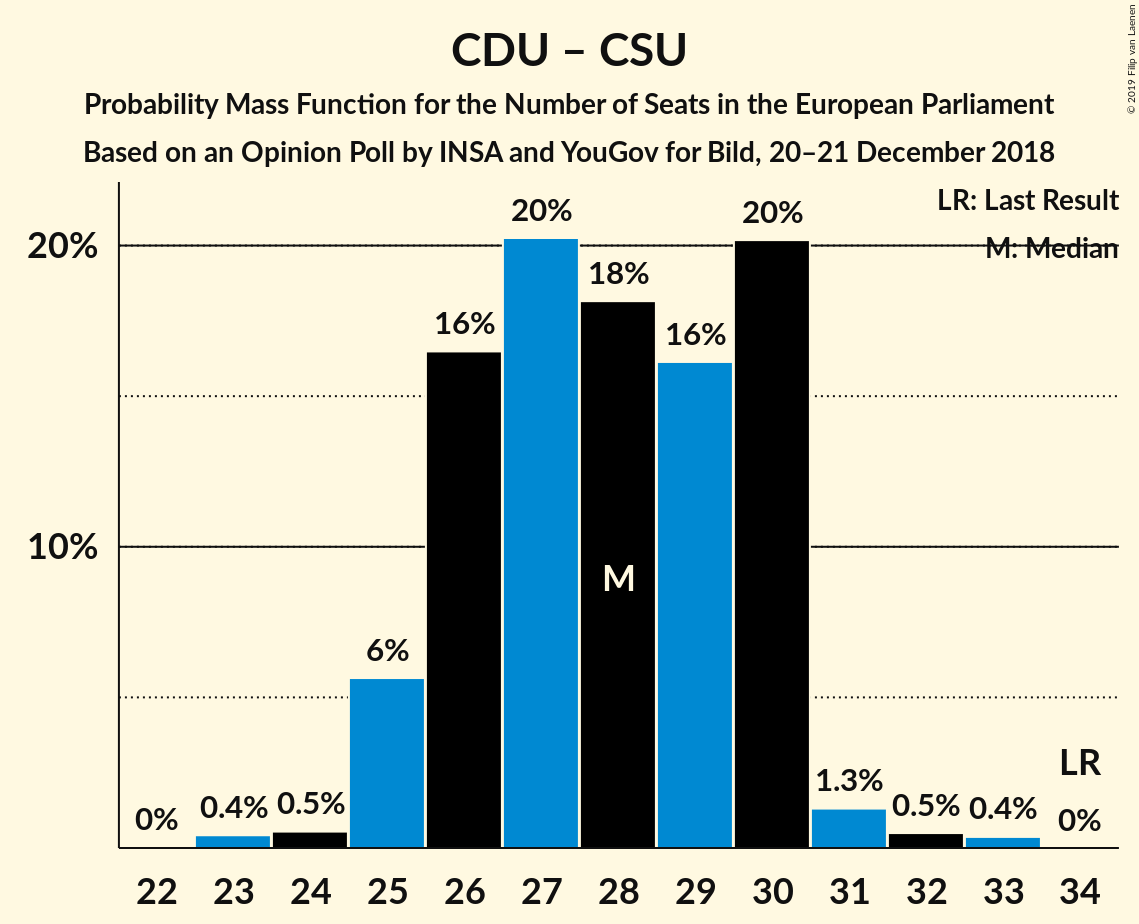 CDU – CSU
Probability Mass Function for the Number of Seats in the European Parliament
Based on an Opinion Poll by INSA and YouGov for Bild, 20–21 December 2018
© 2019 Filip van Laenen
LR: Last Result
M: Median
20%
10%
0%
0.4%
0.5%
6%
16%
20%
18%
16%
20%
1.3%
0.5%
0.4%
0%
LR
M
22 23 24 25 26 27 28 29 30 31 32 33 34